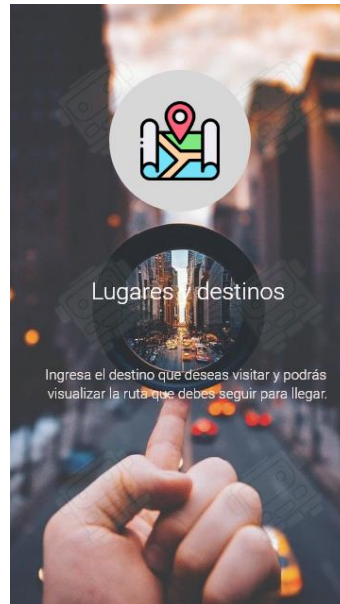 Lugares y destinos
Ingresa el destino que deseas visitar y podrás
visualizar la ruta que debes seguir para llegar.